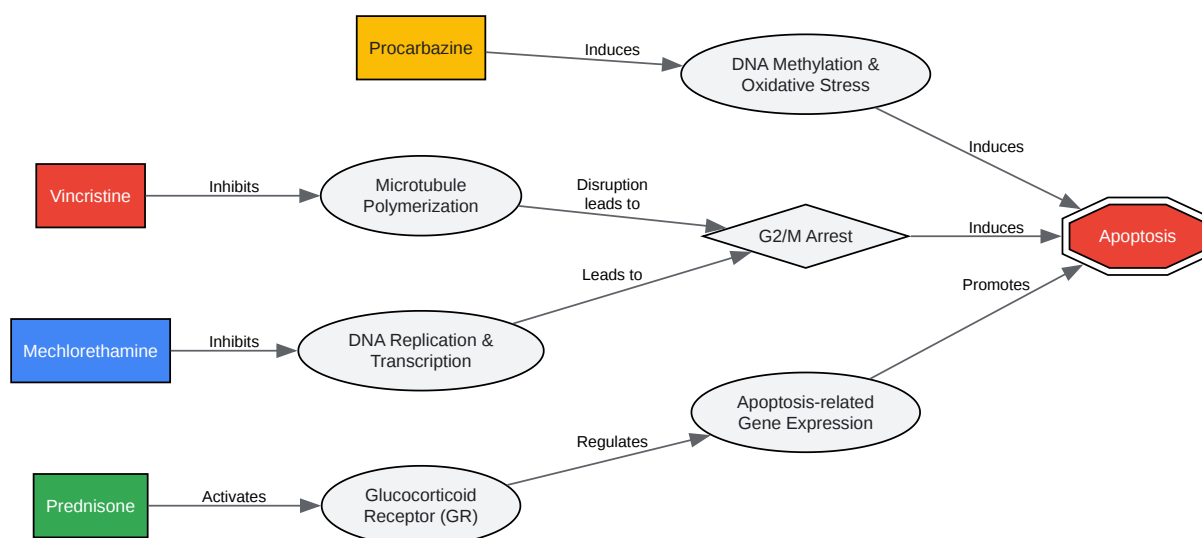 Procarbazine
Induces
DNA Methylation &
Oxidative Stress
Induces
Vincristine
Inhibits
Microtubule
Polymerization
Disruption
leads to
G2/M Arrest
Induces
Apoptosis
Leads to
Promotes
Mechlorethamine
Inhibits
DNA Replication &
Transcription
Apoptosis-related
Gene Expression
Regulates
Prednisone
Activates
Glucocorticoid
Receptor (GR)